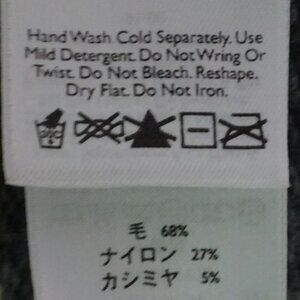 Hand Wash Cold Separately. Use
Mild Detergent. Do Not Wring Or
Twist. Do Not Bleach. Reshape.
Dry Flat. Do Not Iron.
毛 68%
ナイロン 27%
カシミヤ 5%